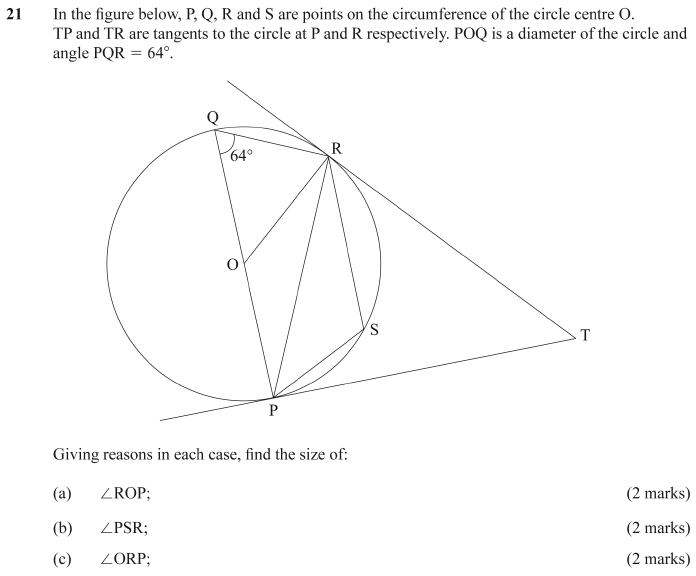 21 In the figure below, P, Q, R and S are points on the circumference of the circle centre O.
TP and TR are tangents to the circle at P and R respectively. POQ is a diameter of the circle and
angle PQR = 64°.
Q
R
64°
O
S
T
P
Giving reasons in each case, find the size of:
(a) ∠ROP; (2 marks)
(b) ∠PSR; (2 marks)
(c) ∠ORP; (2 marks)